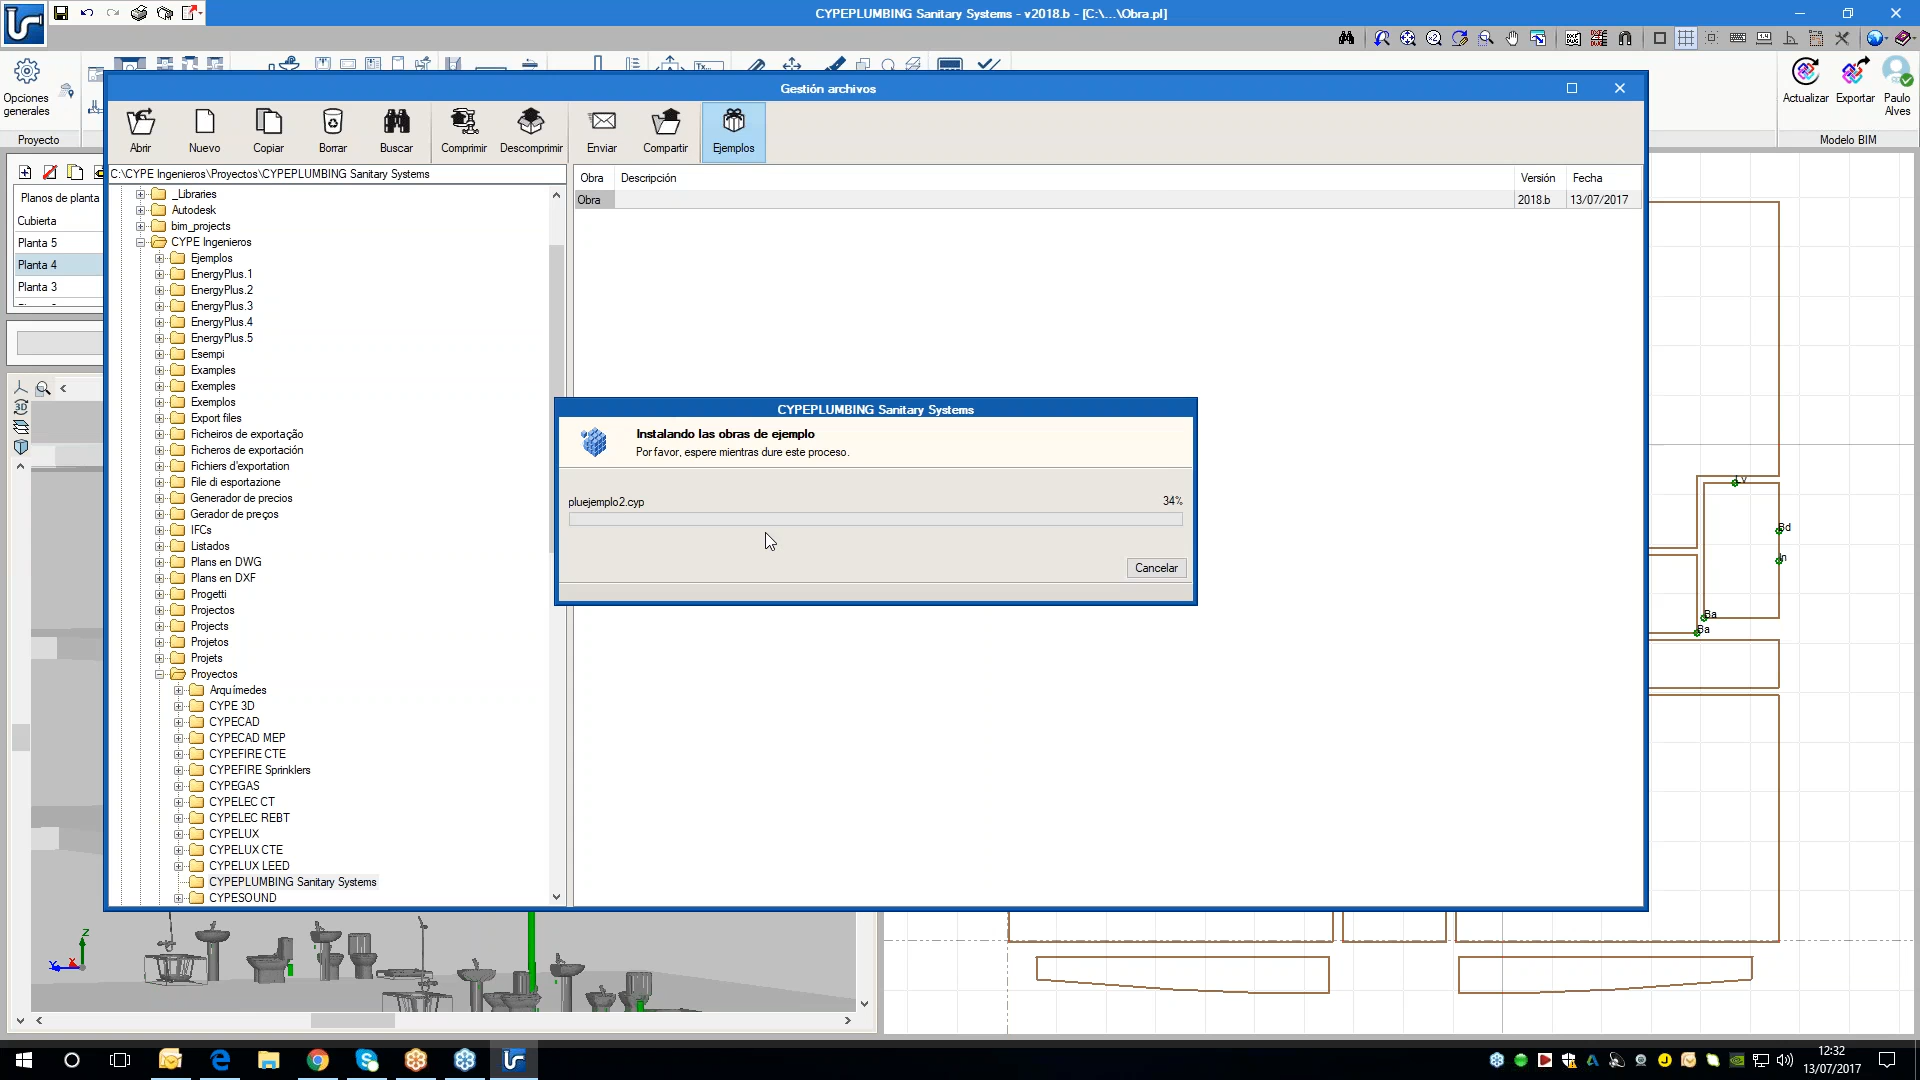 CYPEPLUMBING Sanitary Systems - v2018.b - [C:\...\Obra.pl]
Opciones
generales
Proyecto
Actualizar
Exportar
Paulo
Alves
Modelo BIM
Gestión archivos
Abrir
Nuevo
Copiar
Borrar
Buscar
Comprimir
Descomprimir
Enviar
Compartir
Ejemplos
C:\CYPE Ingenieros\Proyectos\CYPEPLUMBING Sanitary Systems
Obra
Descripción
Versión
Fecha
Obra
2018.b
13/07/2017
Planos de planta
Cubierta
Planta 5
Planta 4
Planta 3
_Libraries
Autodesk
bim_projects
CYPE Ingenieros
Ejemplos
EnergyPlus.1
EnergyPlus.2
EnergyPlus.3
EnergyPlus.4
EnergyPlus.5
Esempi
Examples
Exemples
Exemplos
Export files
Ficheiros de exportação
Ficheros de exportación
Fichiers d'exportation
File di esportazione
Generador de precios
Gerador de preços
IFCs
Listados
Plans en DWG
Plans en DXF
Progetti
Projectos
Projects
Projetos
Projets
Proyectos
Arquímedes
CYPE 3D
CYPECAD
CYPECAD MEP
CYPEFIRE CTE
CYPEFIRE Sprinklers
CYPEGAS
CYPELEC CT
CYPELEC REBT
CYPELUX
CYPELUX CTE
CYPELUX LEED
CYPEPLUMBING Sanitary Systems
CYPESOUND
CYPEPLUMBING Sanitary Systems
Instalando las obras de ejemplo
Por favor, espere mientras dure este proceso.
pluejemplo2.cyp
34%
Cancelar
Lv
Bd
In
Ba
Ba
3D
Z
Y
X
12:32
13/07/2017